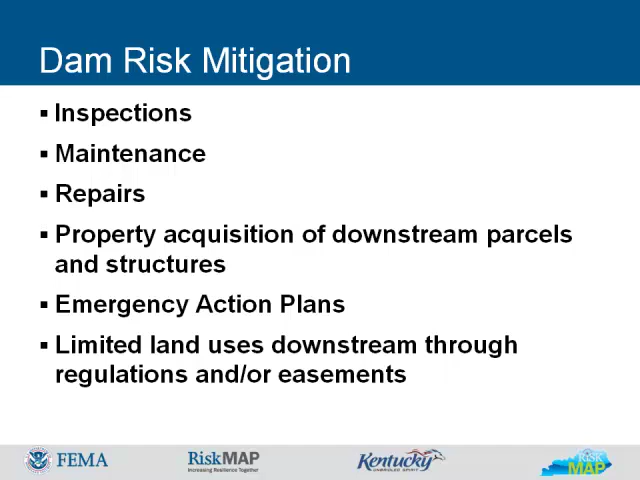 Dam Risk Mitigation
▪ Inspections
▪ Maintenance
▪ Repairs
▪ Property acquisition of downstream parcels
and structures
▪ Emergency Action Plans
▪ Limited land uses downstream through
regulations and/or easements
FEMA
RiskMAP
Increasing Resilience Together
Kentucky
UNBRIDLED SPIRIT
RISK
MAP